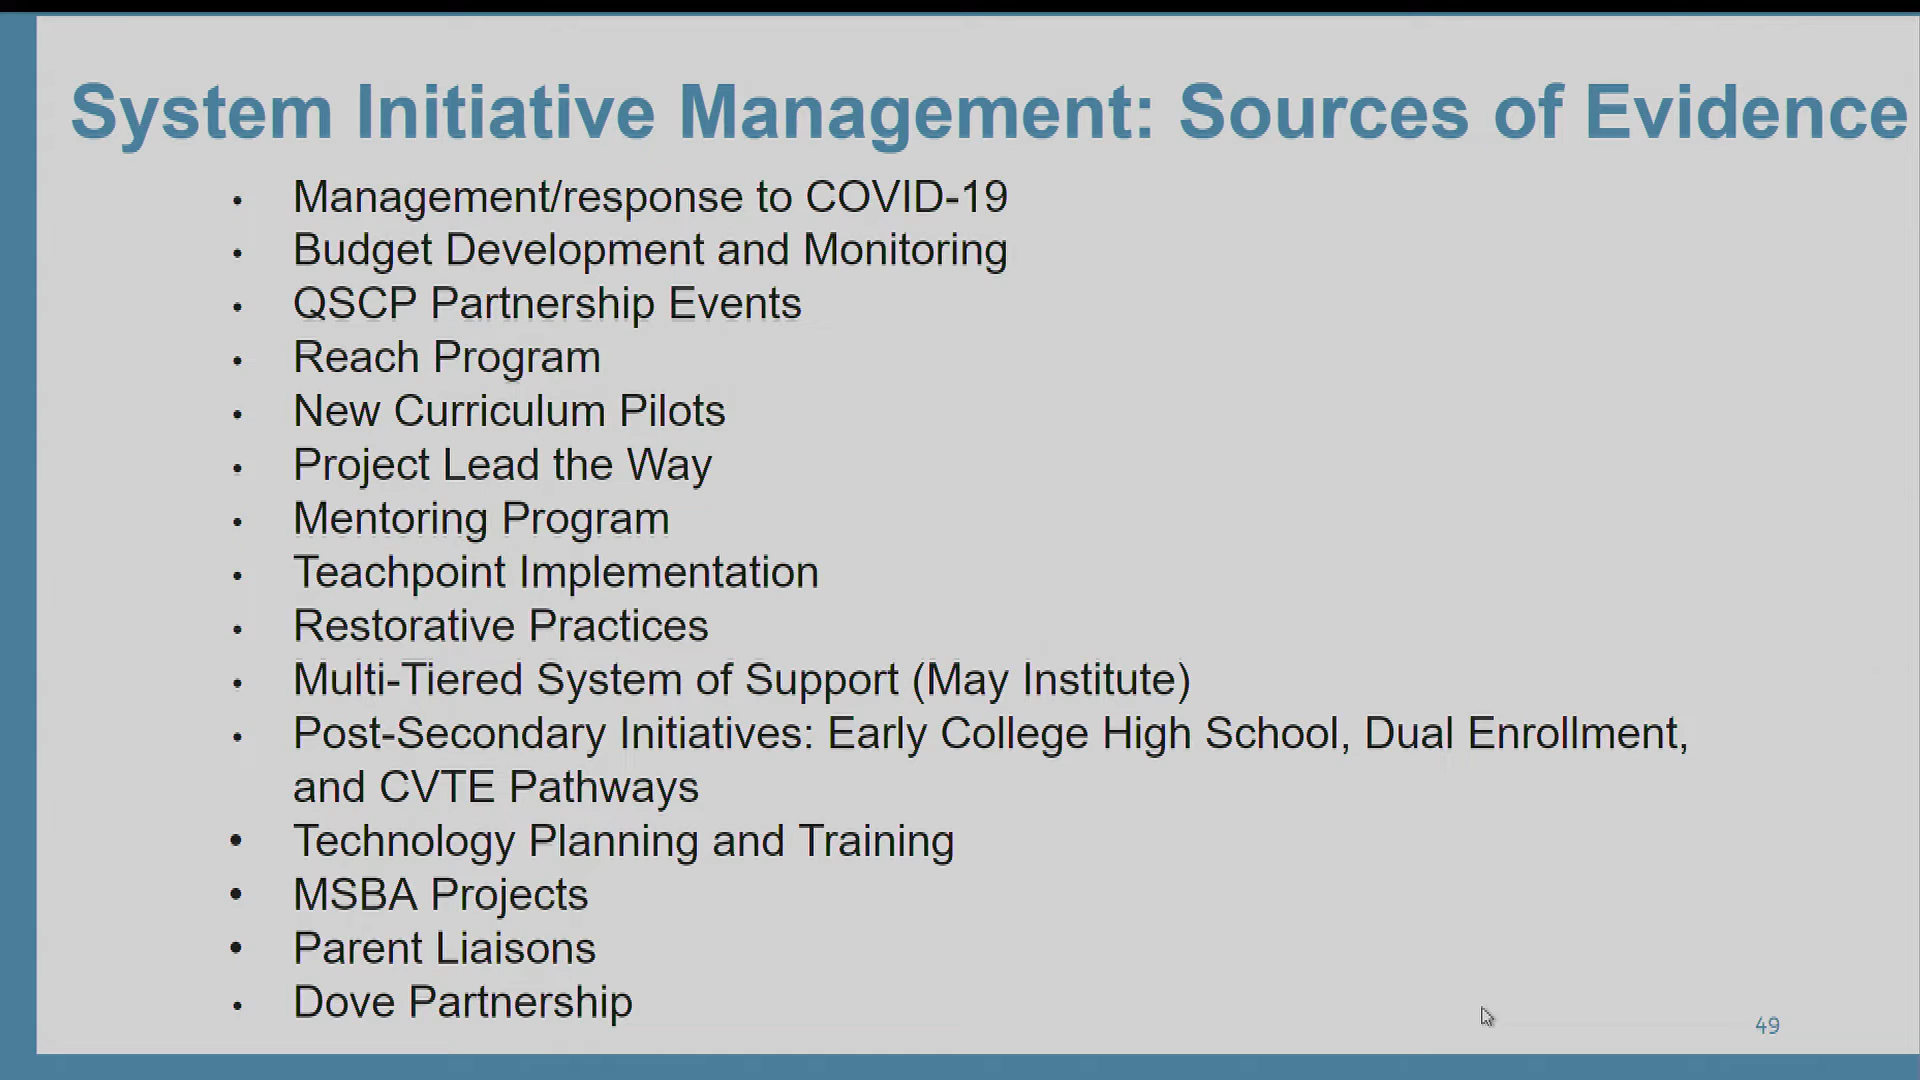 System Initiative Management: Sources of Evidence
• Management/response to COVID-19
• Budget Development and Monitoring
• QSCP Partnership Events
• Reach Program
• New Curriculum Pilots
• Project Lead the Way
• Mentoring Program
• Teachpoint Implementation
• Restorative Practices
• Multi-Tiered System of Support (May Institute)
• Post-Secondary Initiatives: Early College High School, Dual Enrollment,
and CVTE Pathways
• Technology Planning and Training
• MSBA Projects
• Parent Liaisons
• Dove Partnership
49